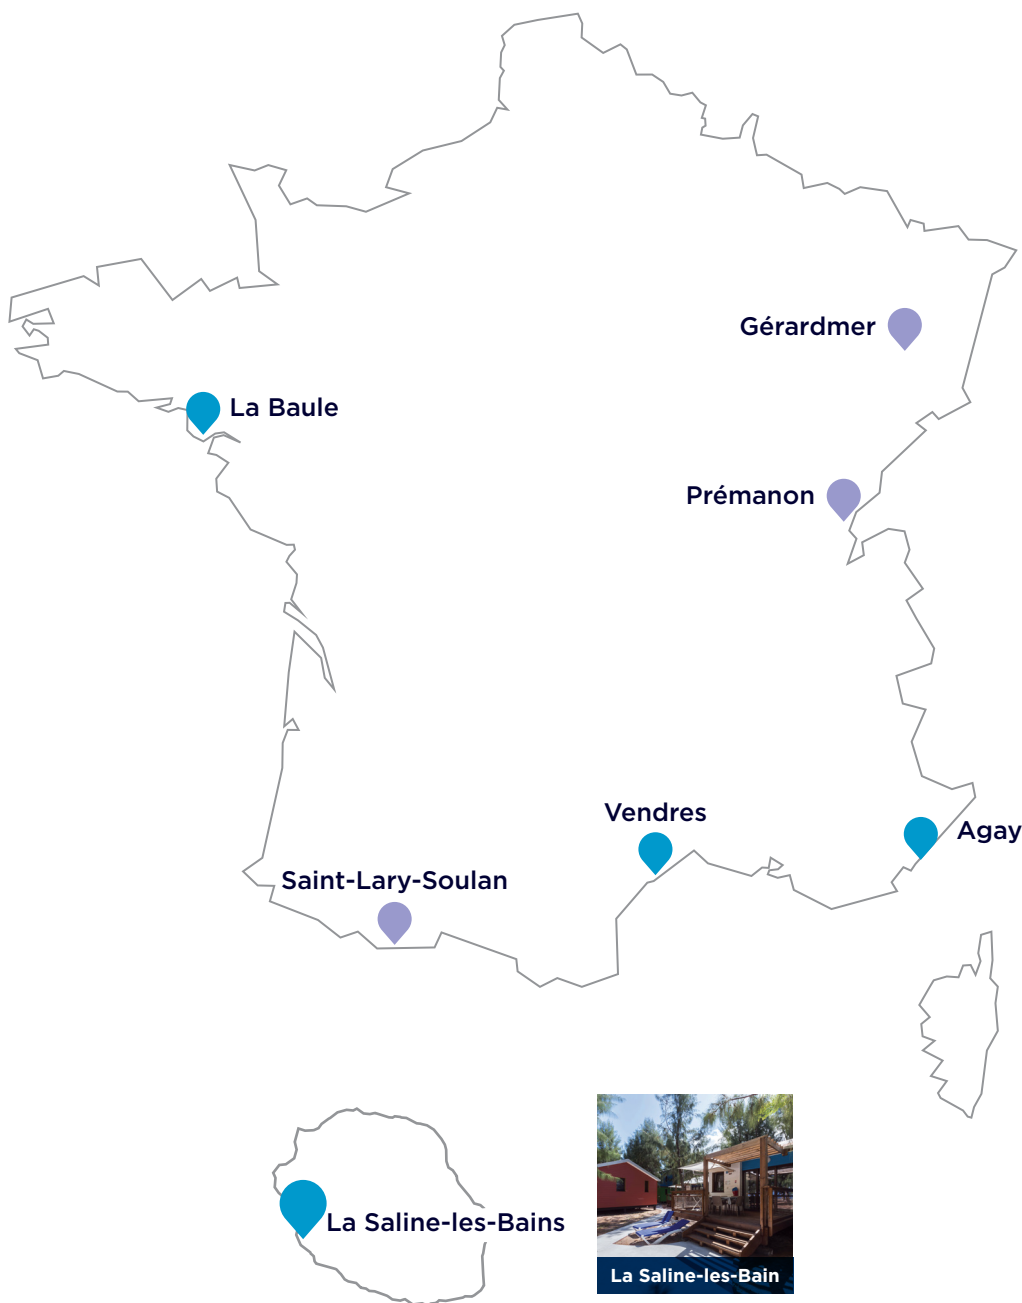 Gérardmer
La Baule
Prémanon
Vendres
Agay
Saint-Lary-Soulan
La Saline-les-Bains
La Saline-les-Bain